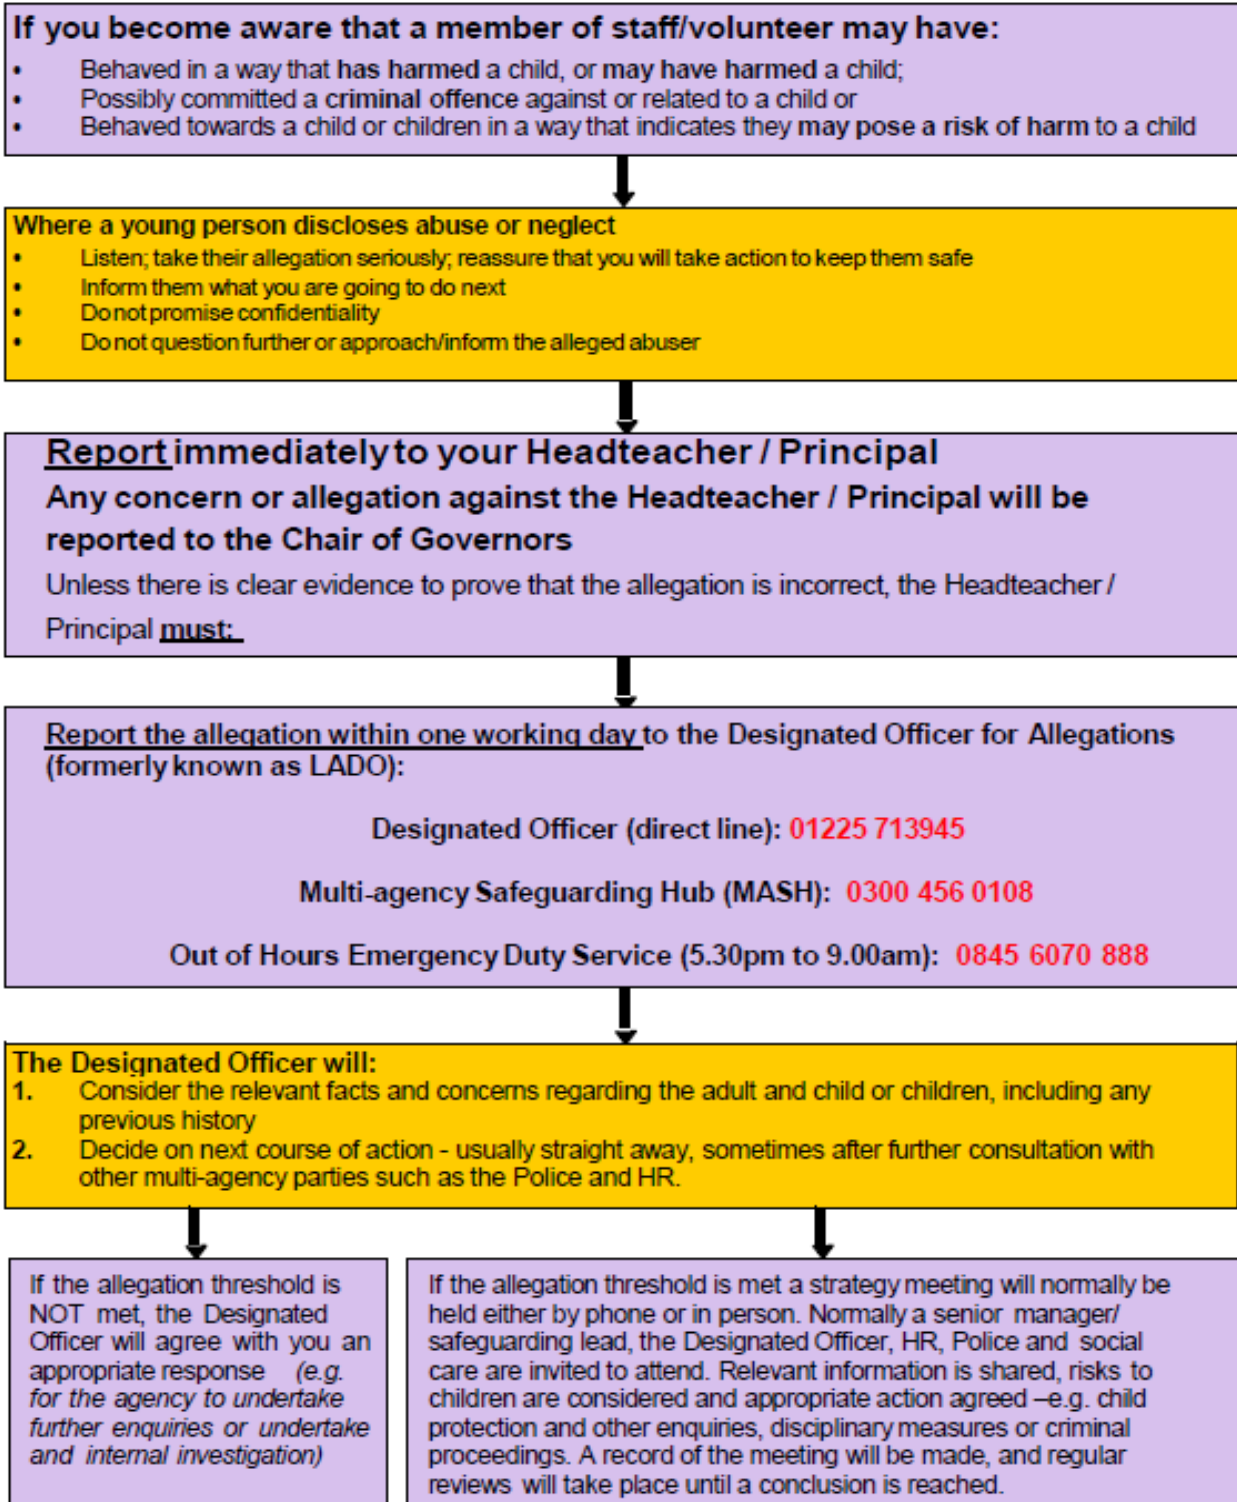 If you become aware that a member of staff/volunteer may have:
• Behaved in a way that has harmed a child, or may have harmed a child;
• Possibly committed a criminal offence against or related to a child or
• Behaved towards a child or children in a way that indicates they may pose a risk of harm to a child
Where a young person discloses abuse or neglect
• Listen; take their allegation seriously; reassure that you will take action to keep them safe
• Inform them what you are going to do next
• Do not promise confidentiality
• Do not question further or approach/inform the alleged abuser
Report immediately to your Headteacher / Principal
Any concern or allegation against the Headteacher / Principal will be
reported to the Chair of Governors
Unless there is clear evidence to prove that the allegation is incorrect, the Headteacher /
Principal must:
Report the allegation within one working day to the Designated Officer for Allegations
(formerly known as LADO):
Designated Officer (direct line): 01225 713945
Multi-agency Safeguarding Hub (MASH): 0300 456 0108
Out of Hours Emergency Duty Service (5.30pm to 9.00am): 0845 6070 888
The Designated Officer will:
1. Consider the relevant facts and concerns regarding the adult and child or children, including any
previous history
2. Decide on next course of action - usually straight away, sometimes after further consultation with
other multi-agency parties such as the Police and HR.
If the allegation threshold is
NOT met, the Designated
Officer will agree with you an
appropriate response (e.g.
for the agency to undertake
further enquiries or undertake
and internal investigation)
If the allegation threshold is met a strategy meeting will normally be
held either by phone or in person. Normally a senior manager/
safeguarding lead, the Designated Officer, HR, Police and social
care are invited to attend. Relevant information is shared, risks to
children are considered and appropriate action agreed –e.g. child
protection and other enquiries, disciplinary measures or criminal
proceedings. A record of the meeting will be made, and regular
reviews will take place until a conclusion is reached.